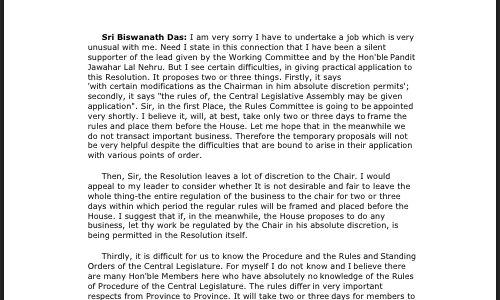 Sri Biswanath Das: I am very sorry I have to undertake a job which is very
unusual with me. Need I state in this connection that I have been a silent
supporter of the lead given by the Working Committee and by the Hon'ble Pandit
Jawahar Lal Nehru. But I see certain difficulties, in giving practical application to
this Resolution. It proposes two or three things. Firstly, it says
'with certain modifications as the Chairman in him absolute discretion permits';
secondly, it says "the rules of, the Central Legislative Assembly may be given
application". Sir, in the first Place, the Rules Committee is going to be appointed
very shortly. I believe it, will, at best, take only two or three days to frame the
rules and place them before the House. Let me hope that in the meanwhile we
do not transact important business. Therefore the temporary proposals will not
be very helpful despite the difficulties that are bound to arise in their application
with various points of order.
Then, Sir, the Resolution leaves a lot of discretion to the Chair. I would
appeal to my leader to consider whether It is not desirable and fair to leave the
whole thing-the entire regulation of the business to the chair for two or three
days within which period the regular rules will be framed and placed before the
House. I suggest that if, in the meanwhile, the House proposes to do any
business, let thy work be regulated by the Chair in his absolute discretion, is
being permitted in the Resolution itself.
Thirdly, it is difficult for us to know the Procedure and the Rules and Standing
Orders of the Central Legislature. For myself I do not know and I believe there
are many Hon'ble Members here who have absolutely no knowledge of the Rules
of Procedure of the Central Legislature. The rules differ in very important
respects from Province to Province. It will take two or three days for members to